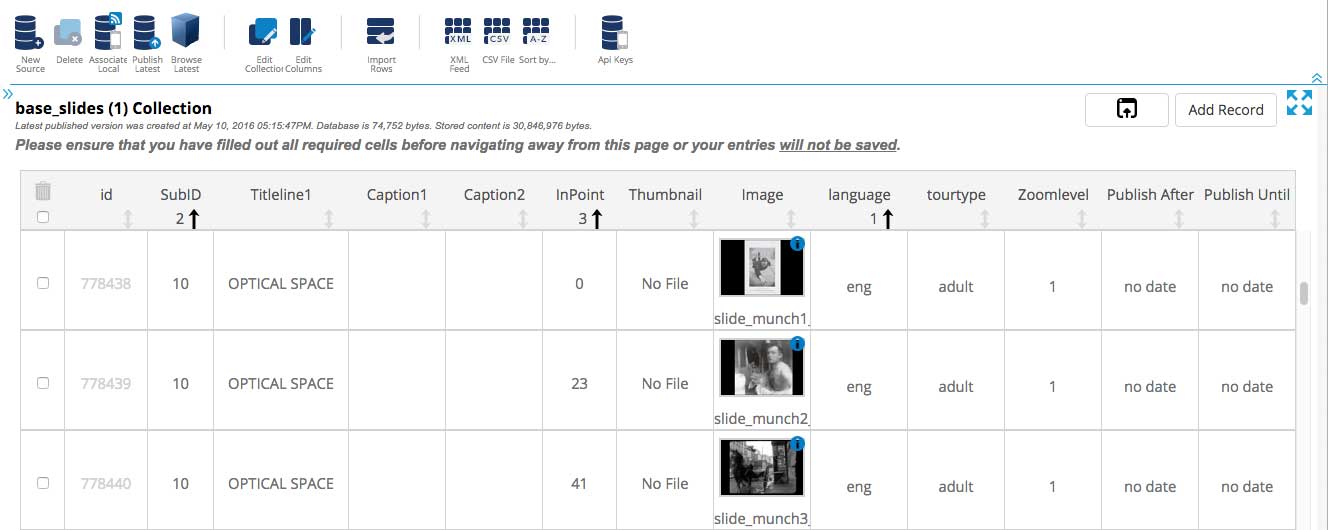 XML CSV A-Z
New Source Delete Associate Local Publish Latest Browse Latest Edit Collection Edit Columns Import Rows XML Feed CSV File Sort by... Api Keys
base_slides (1) Collection
Add Record
Latest published version was created at May 10, 2016 05:15:47PM. Database is 74,752 bytes. Stored content is 30,846,976 bytes.
Please ensure that you have filled out all required cells before navigating away from this page or your entries will not be saved.
id SubID Titleline1 Caption1 Caption2 InPoint Thumbnail Image language tourtype Zoomlevel Publish After Publish Until
2 3 1
778438 10 OPTICAL SPACE 0 No File eng adult 1 no date no date
slide_munch1_
778439 10 OPTICAL SPACE 23 No File eng adult 1 no date no date
slide_munch2_
778440 10 OPTICAL SPACE 41 No File eng adult 1 no date no date
slide_munch3_